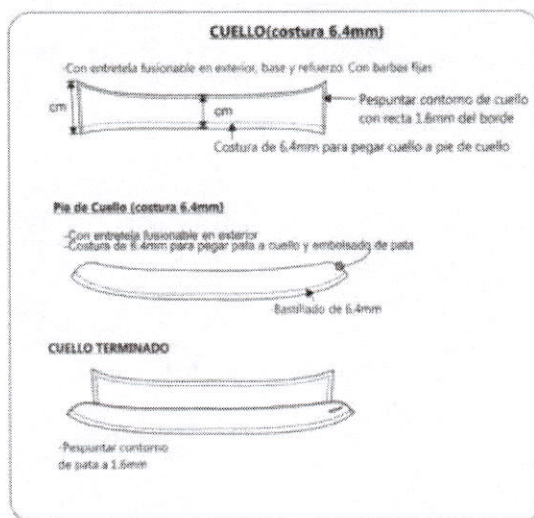 CUELLO(costura 6.4mm)
-Con entretela fusionable en exterior, base y refuerzo. Con barbas fijas
cm
cm
Pespuntar contorno de cuello
con recta 1.6mm del borde
Costura de 6.4mm para pegar cuello a pie de cuello
Pie de Cuello (costura 6.4mm)
-Con entretela fusionable en exterior
-Costura de 6.4mm para pegar pata a cuello y embolsado de pata
Bastillado de 6.4mm
CUELLO TERMINADO
-Pespuntar contorno
de pata a 1.6mm